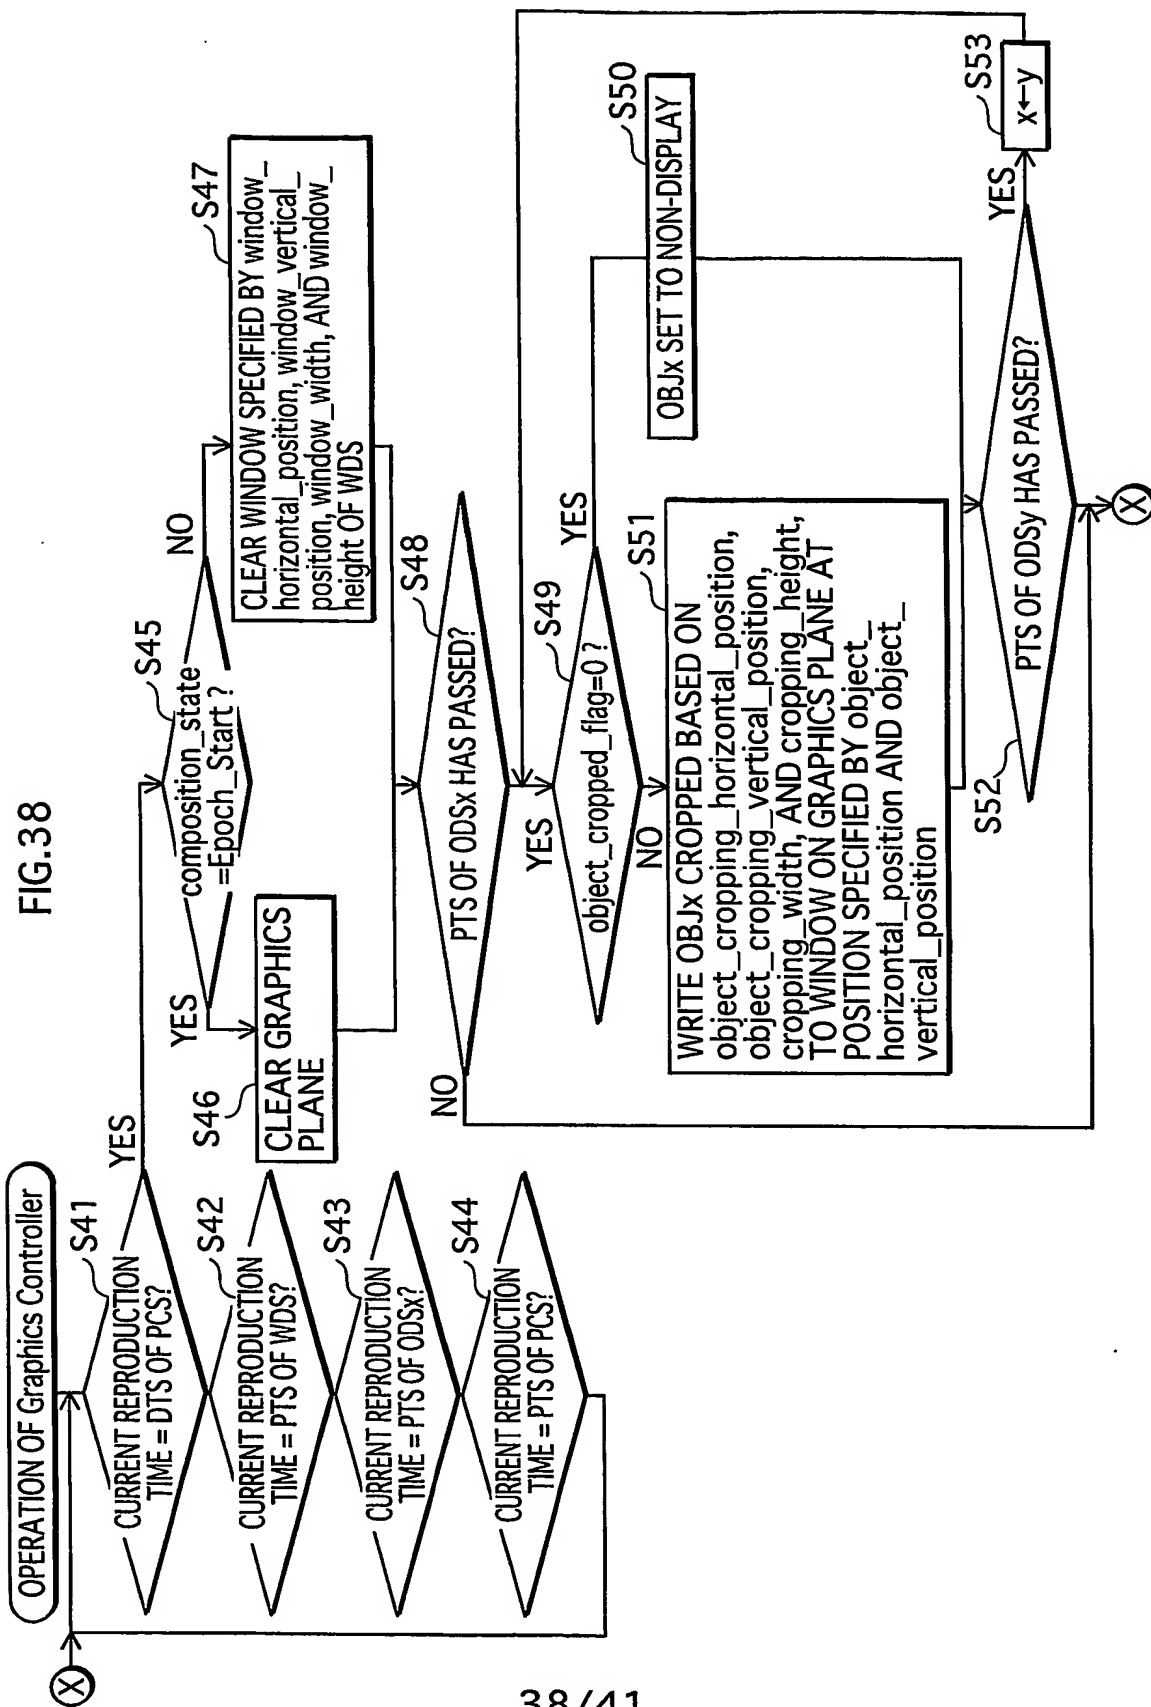 FIG.38
OPERATION OF Graphics Controller
X
S41
CURRENT REPRODUCTION
TIME = DTS OF PCS?
YES
S42
CURRENT REPRODUCTION
TIME = PTS OF WDS?
S43
CURRENT REPRODUCTION
TIME = PTS OF ODSx?
S44
CURRENT REPRODUCTION
TIME = PTS OF PCS?
S45
composition_state
=Epoch_Start ?
YES
NO
S46
CLEAR GRAPHICS
PLANE
S47
CLEAR WINDOW SPECIFIED BY window_
horizontal_position, window_vertical_
position, window_width, AND window_
height OF WDS
S48
PTS OF ODSx HAS PASSED?
NO
YES
S49
object_cropped_flag=0 ?
YES
NO
S50
OBJx SET TO NON-DISPLAY
S51
WRITE OBJx CROPPED BASED ON
object_cropping_horizontal_position,
object_cropping_vertical_position,
cropping_width, AND cropping_height,
TO WINDOW ON GRAPHICS PLANE AT
POSITION SPECIFIED BY object_
horizontal_position AND object_
vertical_position
S52
PTS OF ODSy HAS PASSED?
YES
S53
x←y
X
38/41